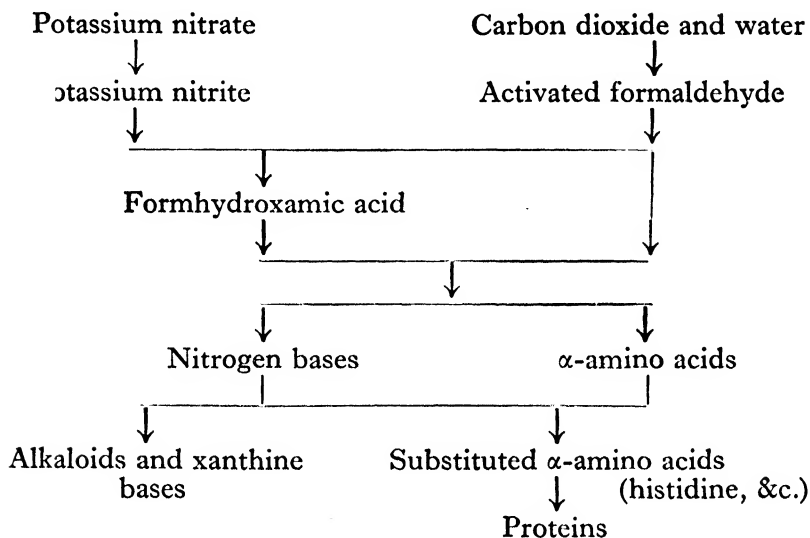 Potassium nitrate
Carbon dioxide and water
otassium nitrite
Activated formaldehyde
Formhydroxamic acid
Nitrogen bases
α-amino acids
Alkaloids and xanthine
bases
Substituted α-amino acids
(histidine, &c.)
Proteins